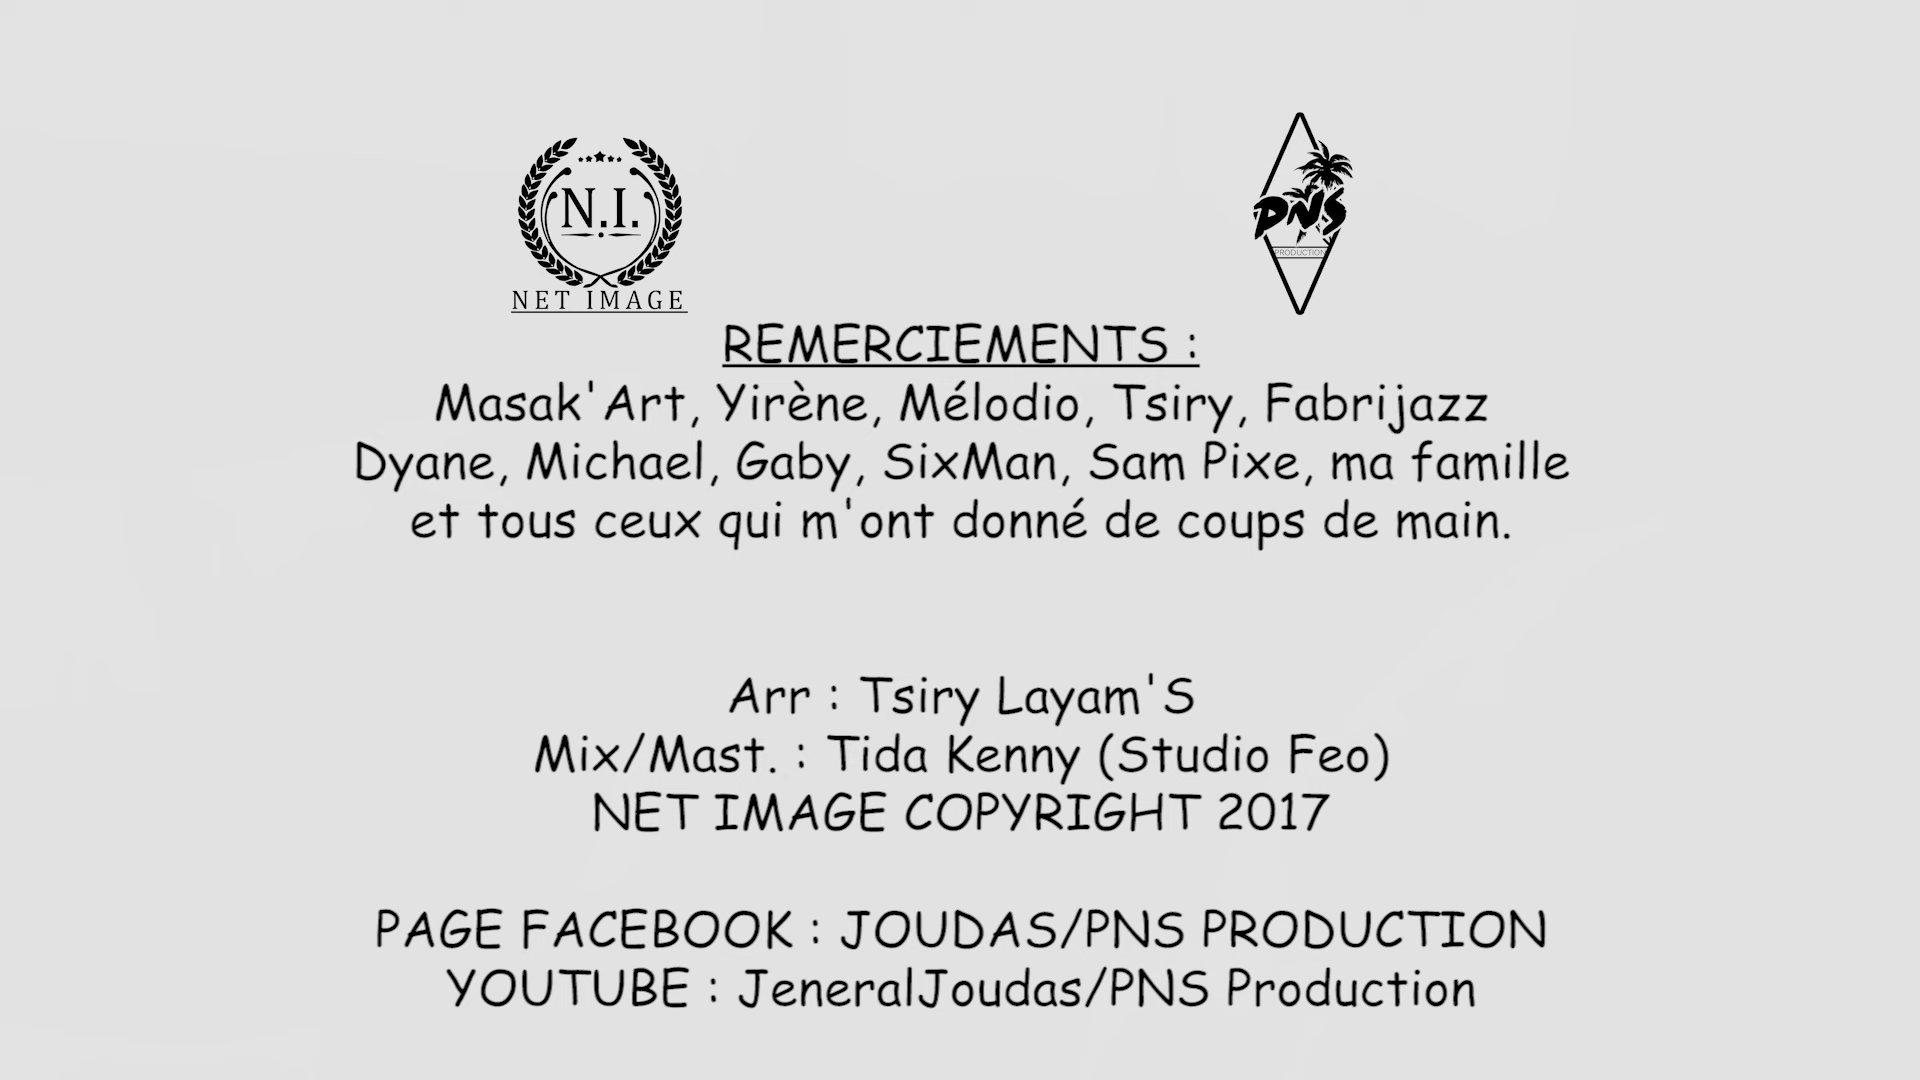 N.I.
NET IMAGE
PNS
PRODUCTION
REMERCIEMENTS :
Masak'Art, Yirène, Mélodio, Tsiry, Fabrijazz
Dyane, Michael, Gaby, SixMan, Sam Pixe, ma famille
et tous ceux qui m'ont donné de coups de main.
Arr : Tsiry Layam'S
Mix/Mast. : Tida Kenny (Studio Feo)
NET IMAGE COPYRIGHT 2017
PAGE FACEBOOK : JOUDAS/PNS PRODUCTION
YOUTUBE : JeneralJoudas/PNS Production